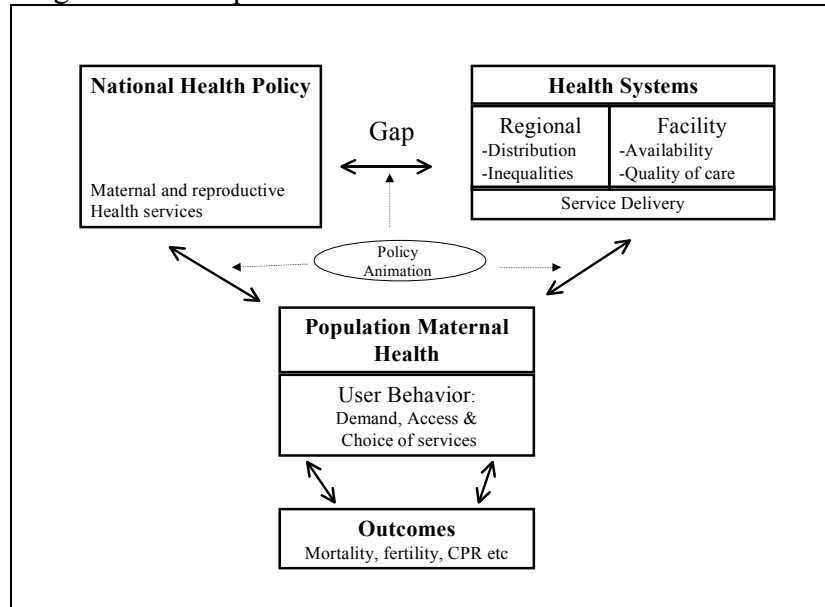 National Health Policy
Maternal and reproductive
Health services
Gap
Health Systems
Regional
-Distribution
-Inequalities
Facility
-Availability
-Quality of care
Service Delivery
Policy
Animation
Population Maternal
Health
User Behavior:
Demand, Access &
Choice of services
Outcomes
Mortality, fertility, CPR etc